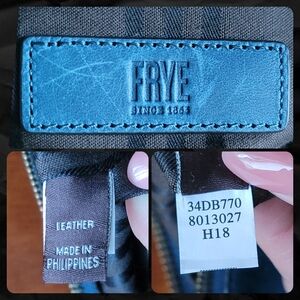 FRYE
SINCE 1863
LEATHER
MADE IN
PHILIPPINES
34DB770
8013027
H18